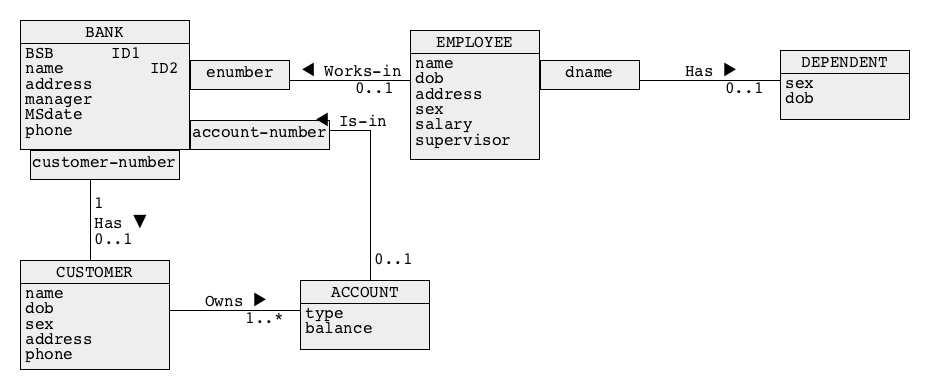 BANK
BSB ID1
name ID2
address
manager
MSdate
phone
enumber
account-number
customer-number
Works-in
0..1
EMPLOYEE
name
dob
address
sex
salary
supervisor
dname
Has
0..1
DEPENDENT
sex
dob
Is-in
0..1
1
Has
0..1
CUSTOMER
name
dob
sex
address
phone
Owns
1..*
ACCOUNT
type
balance